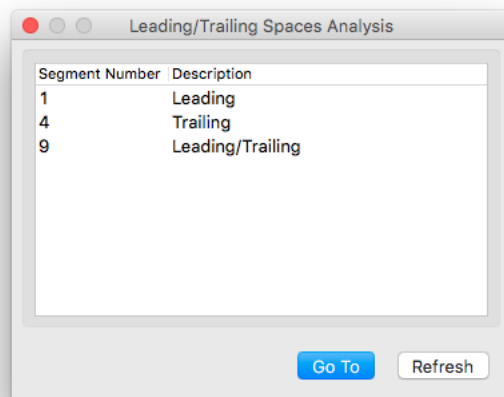 Leading/Trailing Spaces Analysis
Segment Number Description
1 Leading
4 Trailing
9 Leading/Trailing
Go To Refresh